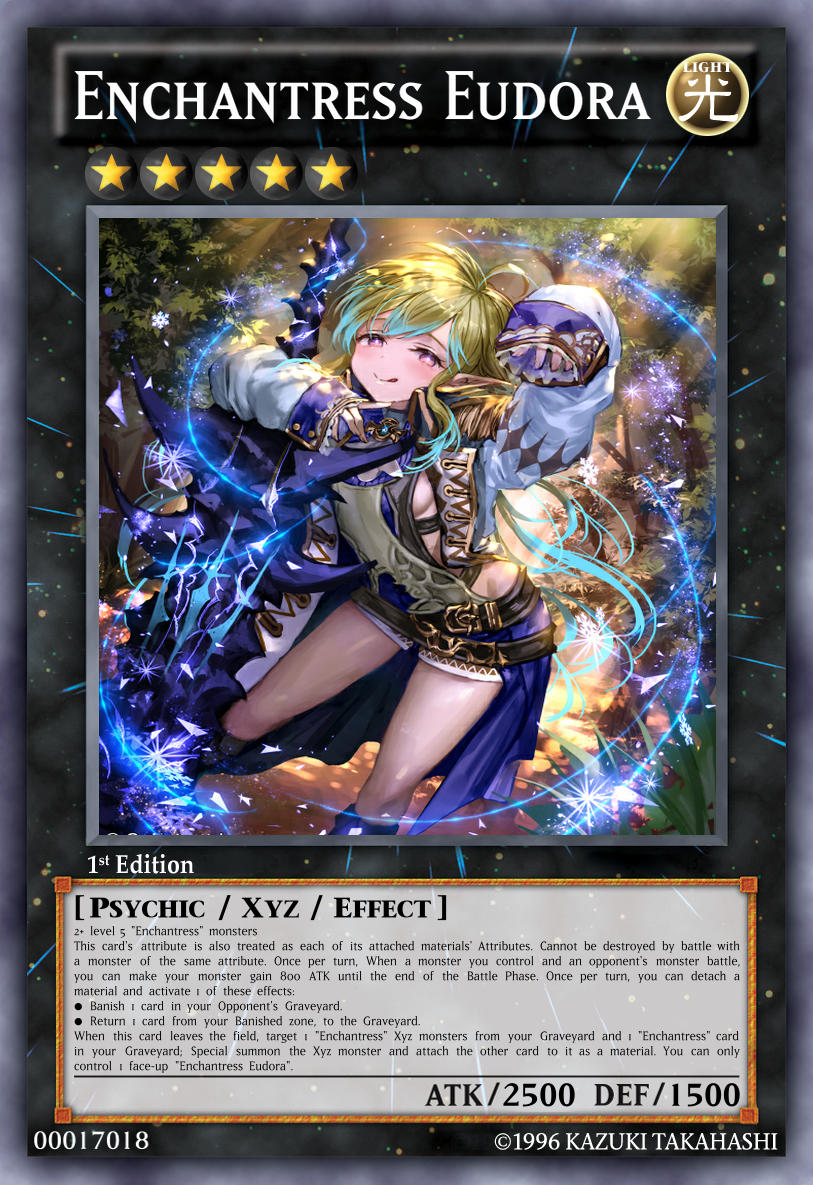 Enchantress Eudora
LIGHT
光
1st Edition
[ Psychic / Xyz / Effect ]
2+ level 5 "Enchantress" monsters
This card's attribute is also treated as each of its attached materials' Attributes. Cannot be destroyed by battle with
a monster of the same attribute. Once per turn, When a monster you control and an opponent's monster battle,
you can make your monster gain 800 ATK until the end of the Battle Phase. Once per turn, you can detach a
material and activate 1 of these effects:
● Banish 1 card in your Opponent's Graveyard.
● Return 1 card from your Banished zone, to the Graveyard.
When this card leaves the field, target 1 "Enchantress" Xyz monsters from your Graveyard and 1 "Enchantress" card
in your Graveyard; Special summon the Xyz monster and attach the other card to it as a material. You can only
control 1 face-up "Enchantress Eudora".
ATK/2500 DEF/1500
00017018
©1996 KAZUKI TAKAHASHI